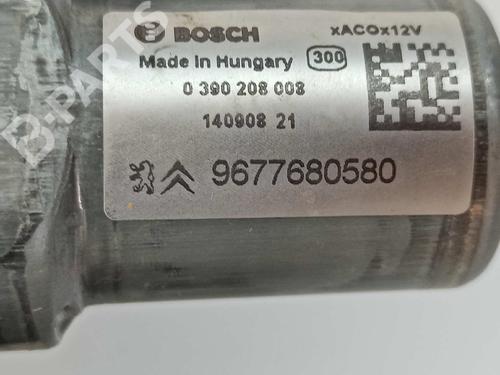 BOSCH xACOx12V
Made in Hungary 300
0 390 208 008
140908 21
9677680580
B-PARTS